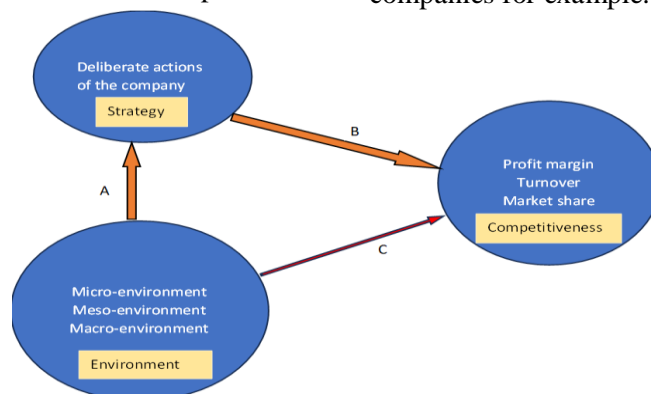 companies for example.
Deliberate actions
of the company
Strategy
B
A
Profit margin
Turnover
Market share
Competitiveness
C
Micro-environment
Meso-environment
Macro-environment
Environment